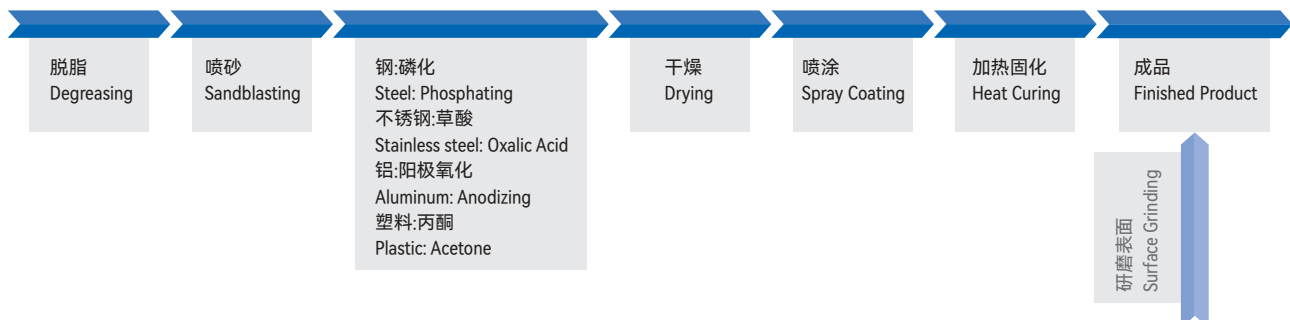 脱脂
Degreasing
喷砂
Sandblasting
钢:磷化
Steel: Phosphating
不锈钢:草酸
Stainless steel: Oxalic Acid
铝:阳极氧化
Aluminum: Anodizing
塑料:丙酮
Plastic: Acetone
干燥
Drying
喷涂
Spray Coating
加热固化
Heat Curing
成品
Finished Product
研磨表面
Surface Grinding